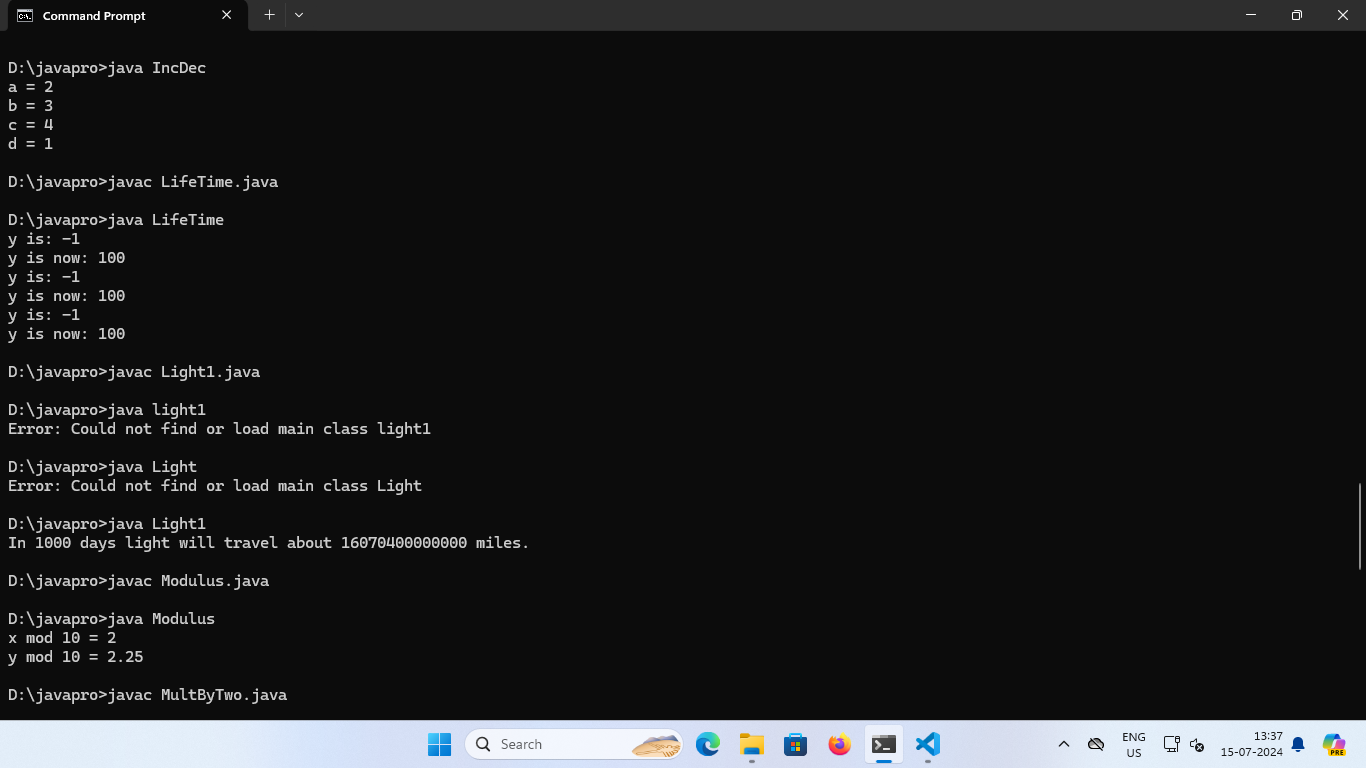 Command Prompt
D:\javapro>java IncDec
a = 2
b = 3
c = 4
d = 1
D:\javapro>javac LifeTime.java
D:\javapro>java LifeTime
y is: -1
y is now: 100
y is: -1
y is now: 100
y is: -1
y is now: 100
D:\javapro>javac Light1.java
D:\javapro>java light1
Error: Could not find or load main class light1
D:\javapro>java Light
Error: Could not find or load main class Light
D:\javapro>java Light1
In 1000 days light will travel about 16070400000000 miles.
D:\javapro>javac Modulus.java
D:\javapro>java Modulus
x mod 10 = 2
y mod 10 = 2.25
D:\javapro>javac MultByTwo.java
Search
ENG
US
13:37
15-07-2024
PRE